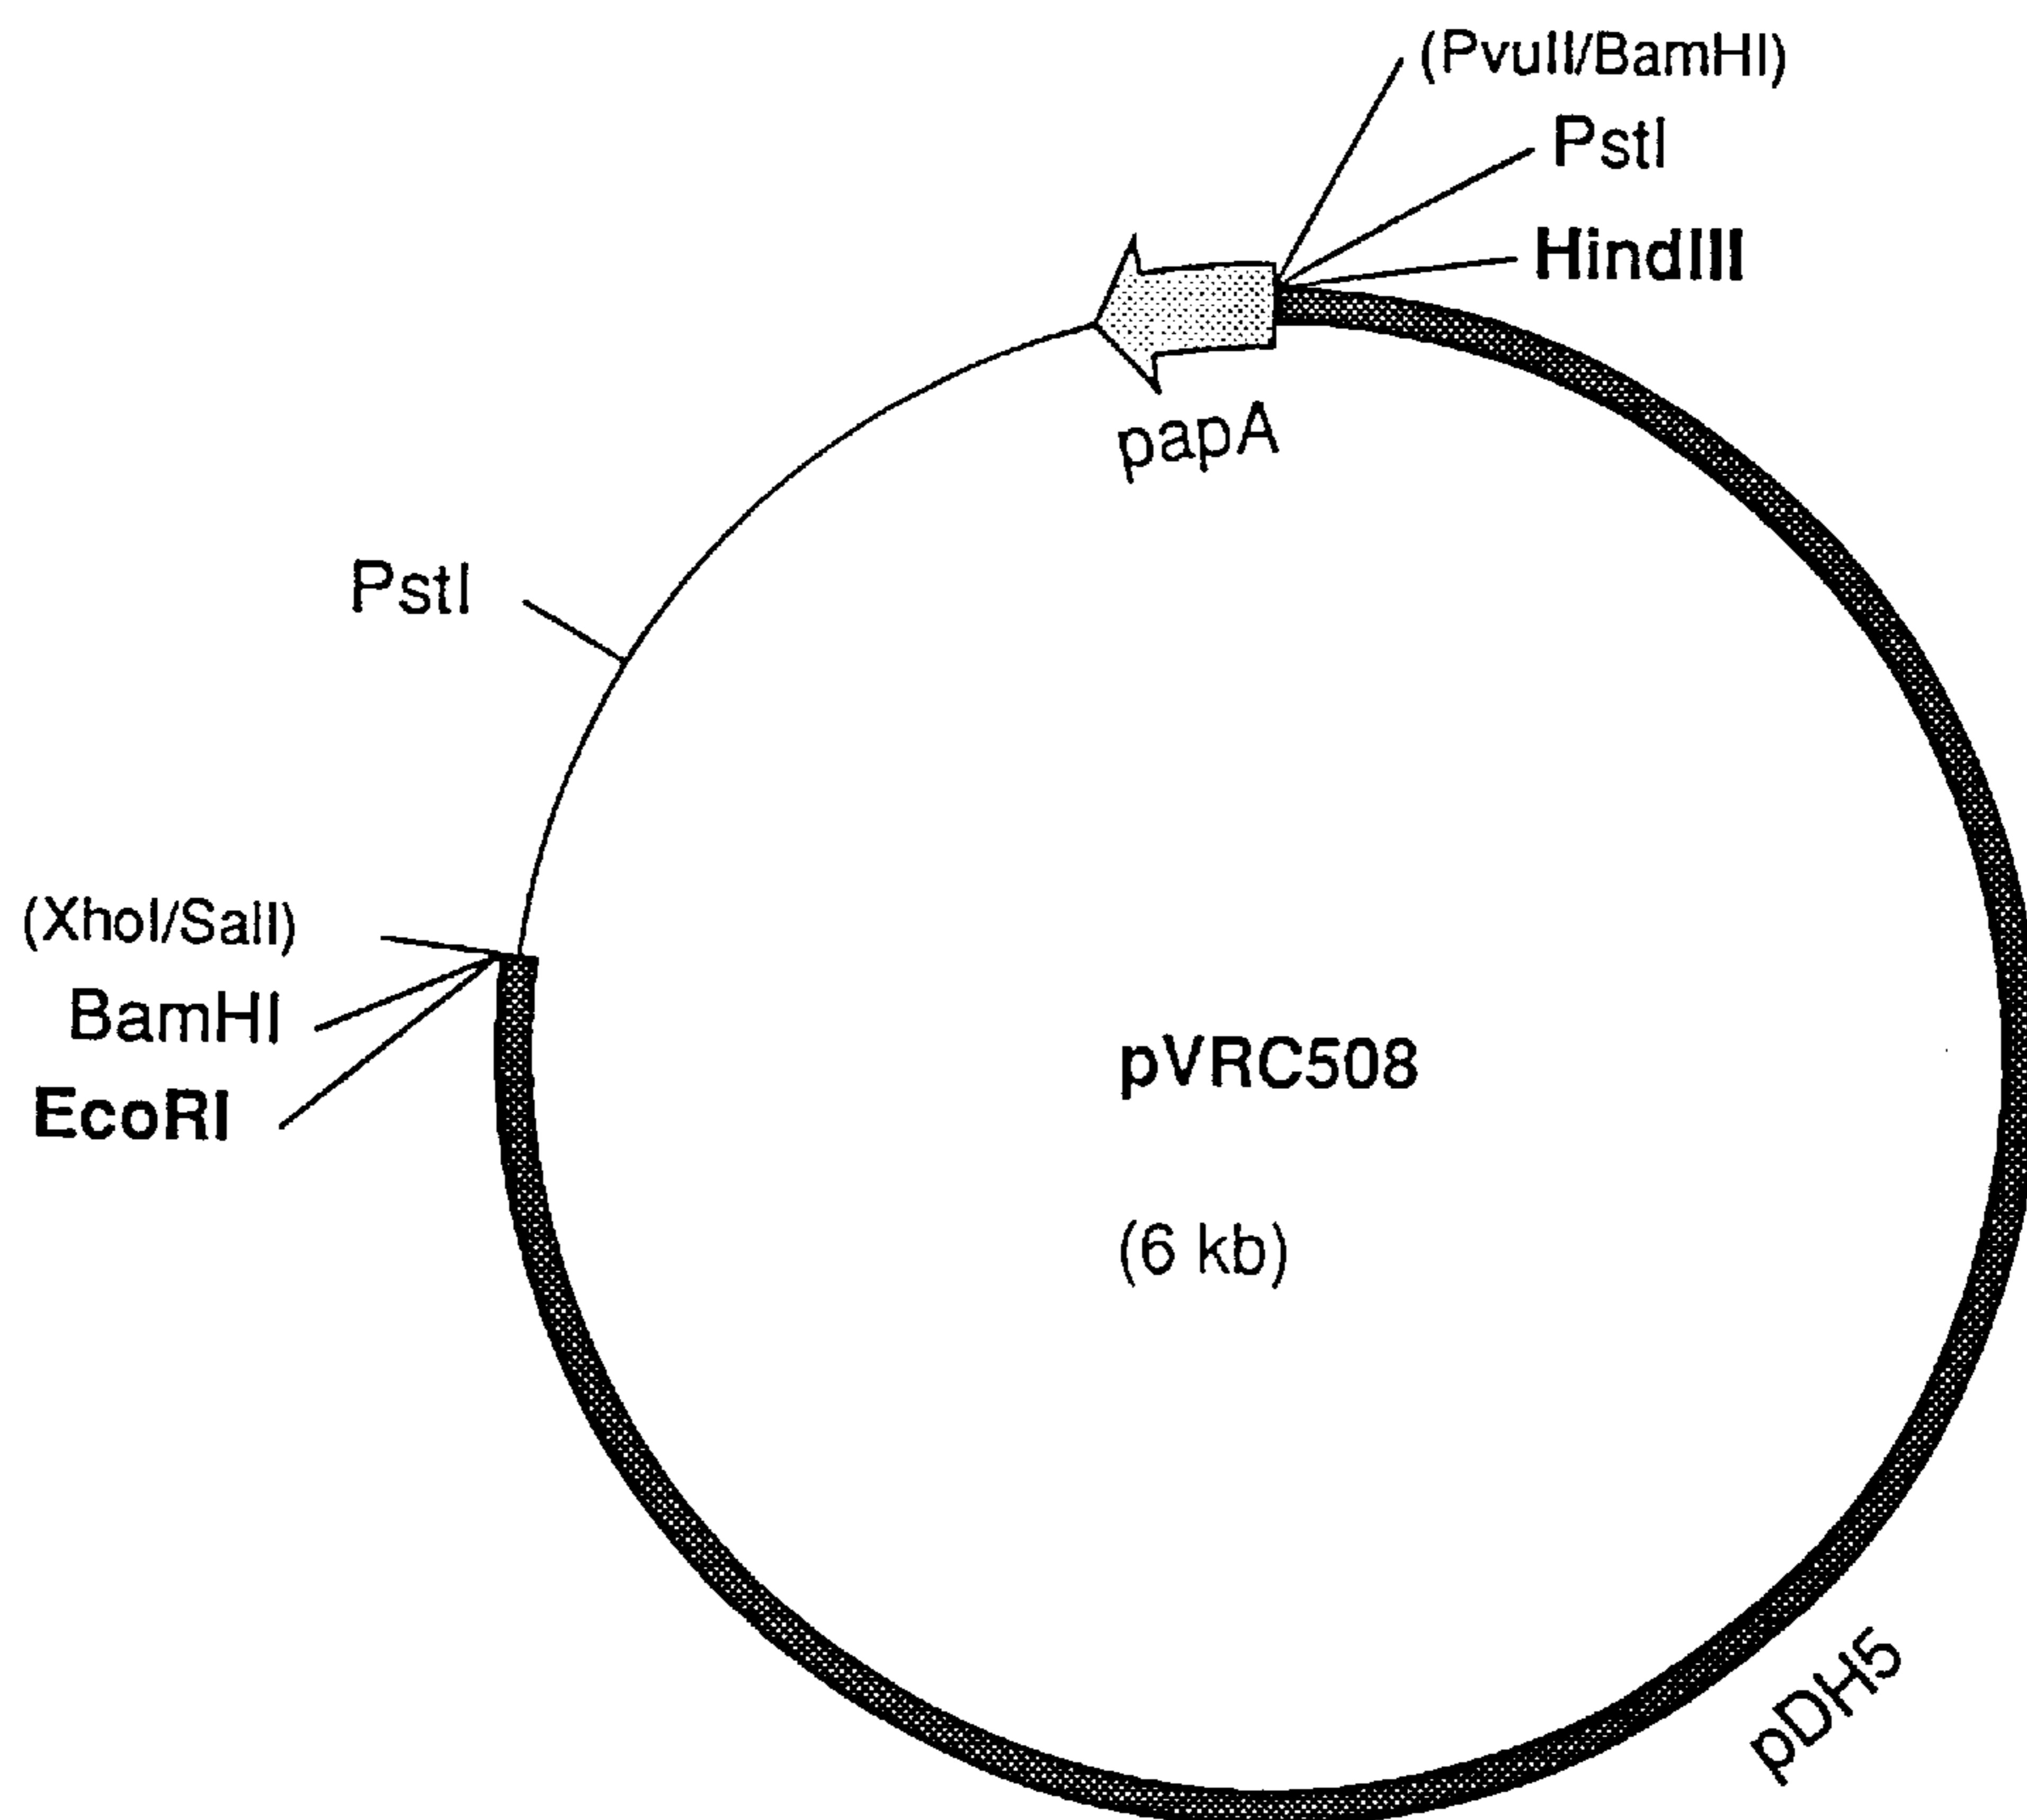 (PvuII/BamHI)
PstI
HindIII
papA
PstI
(XhoI/SalI)
BamHI
EcoRI
pVRC508
(6 kb)
pDH5